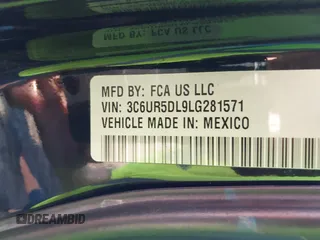 MFD BY: FCA US LLC
VIN: 3C6UR5DL9LG281571
VEHICLE MADE IN: MEXICO
DREAMBID